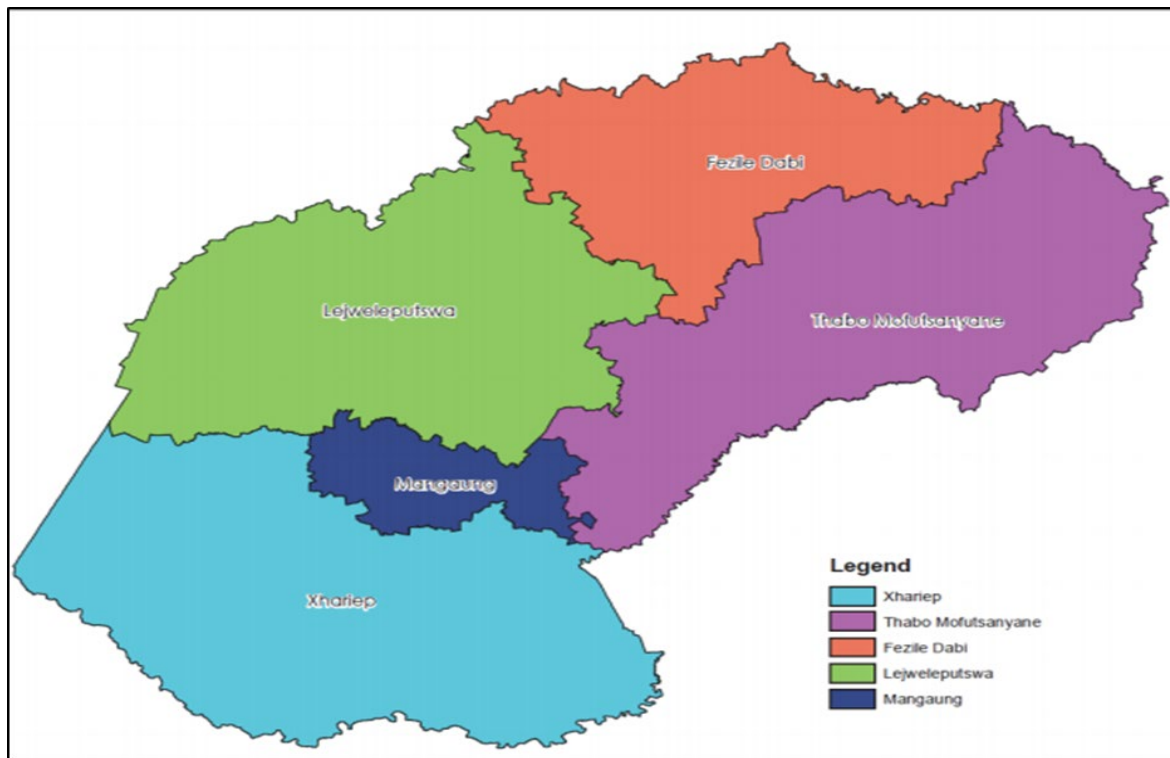 Fezile Dabi
Lejweleputswa
Thabo Mofutsanyane
Mangaung
Xhariep
Legend
Xhariep
Thabo Mofutsanyane
Fezile Dabi
Lejweleputswa
Mangaung